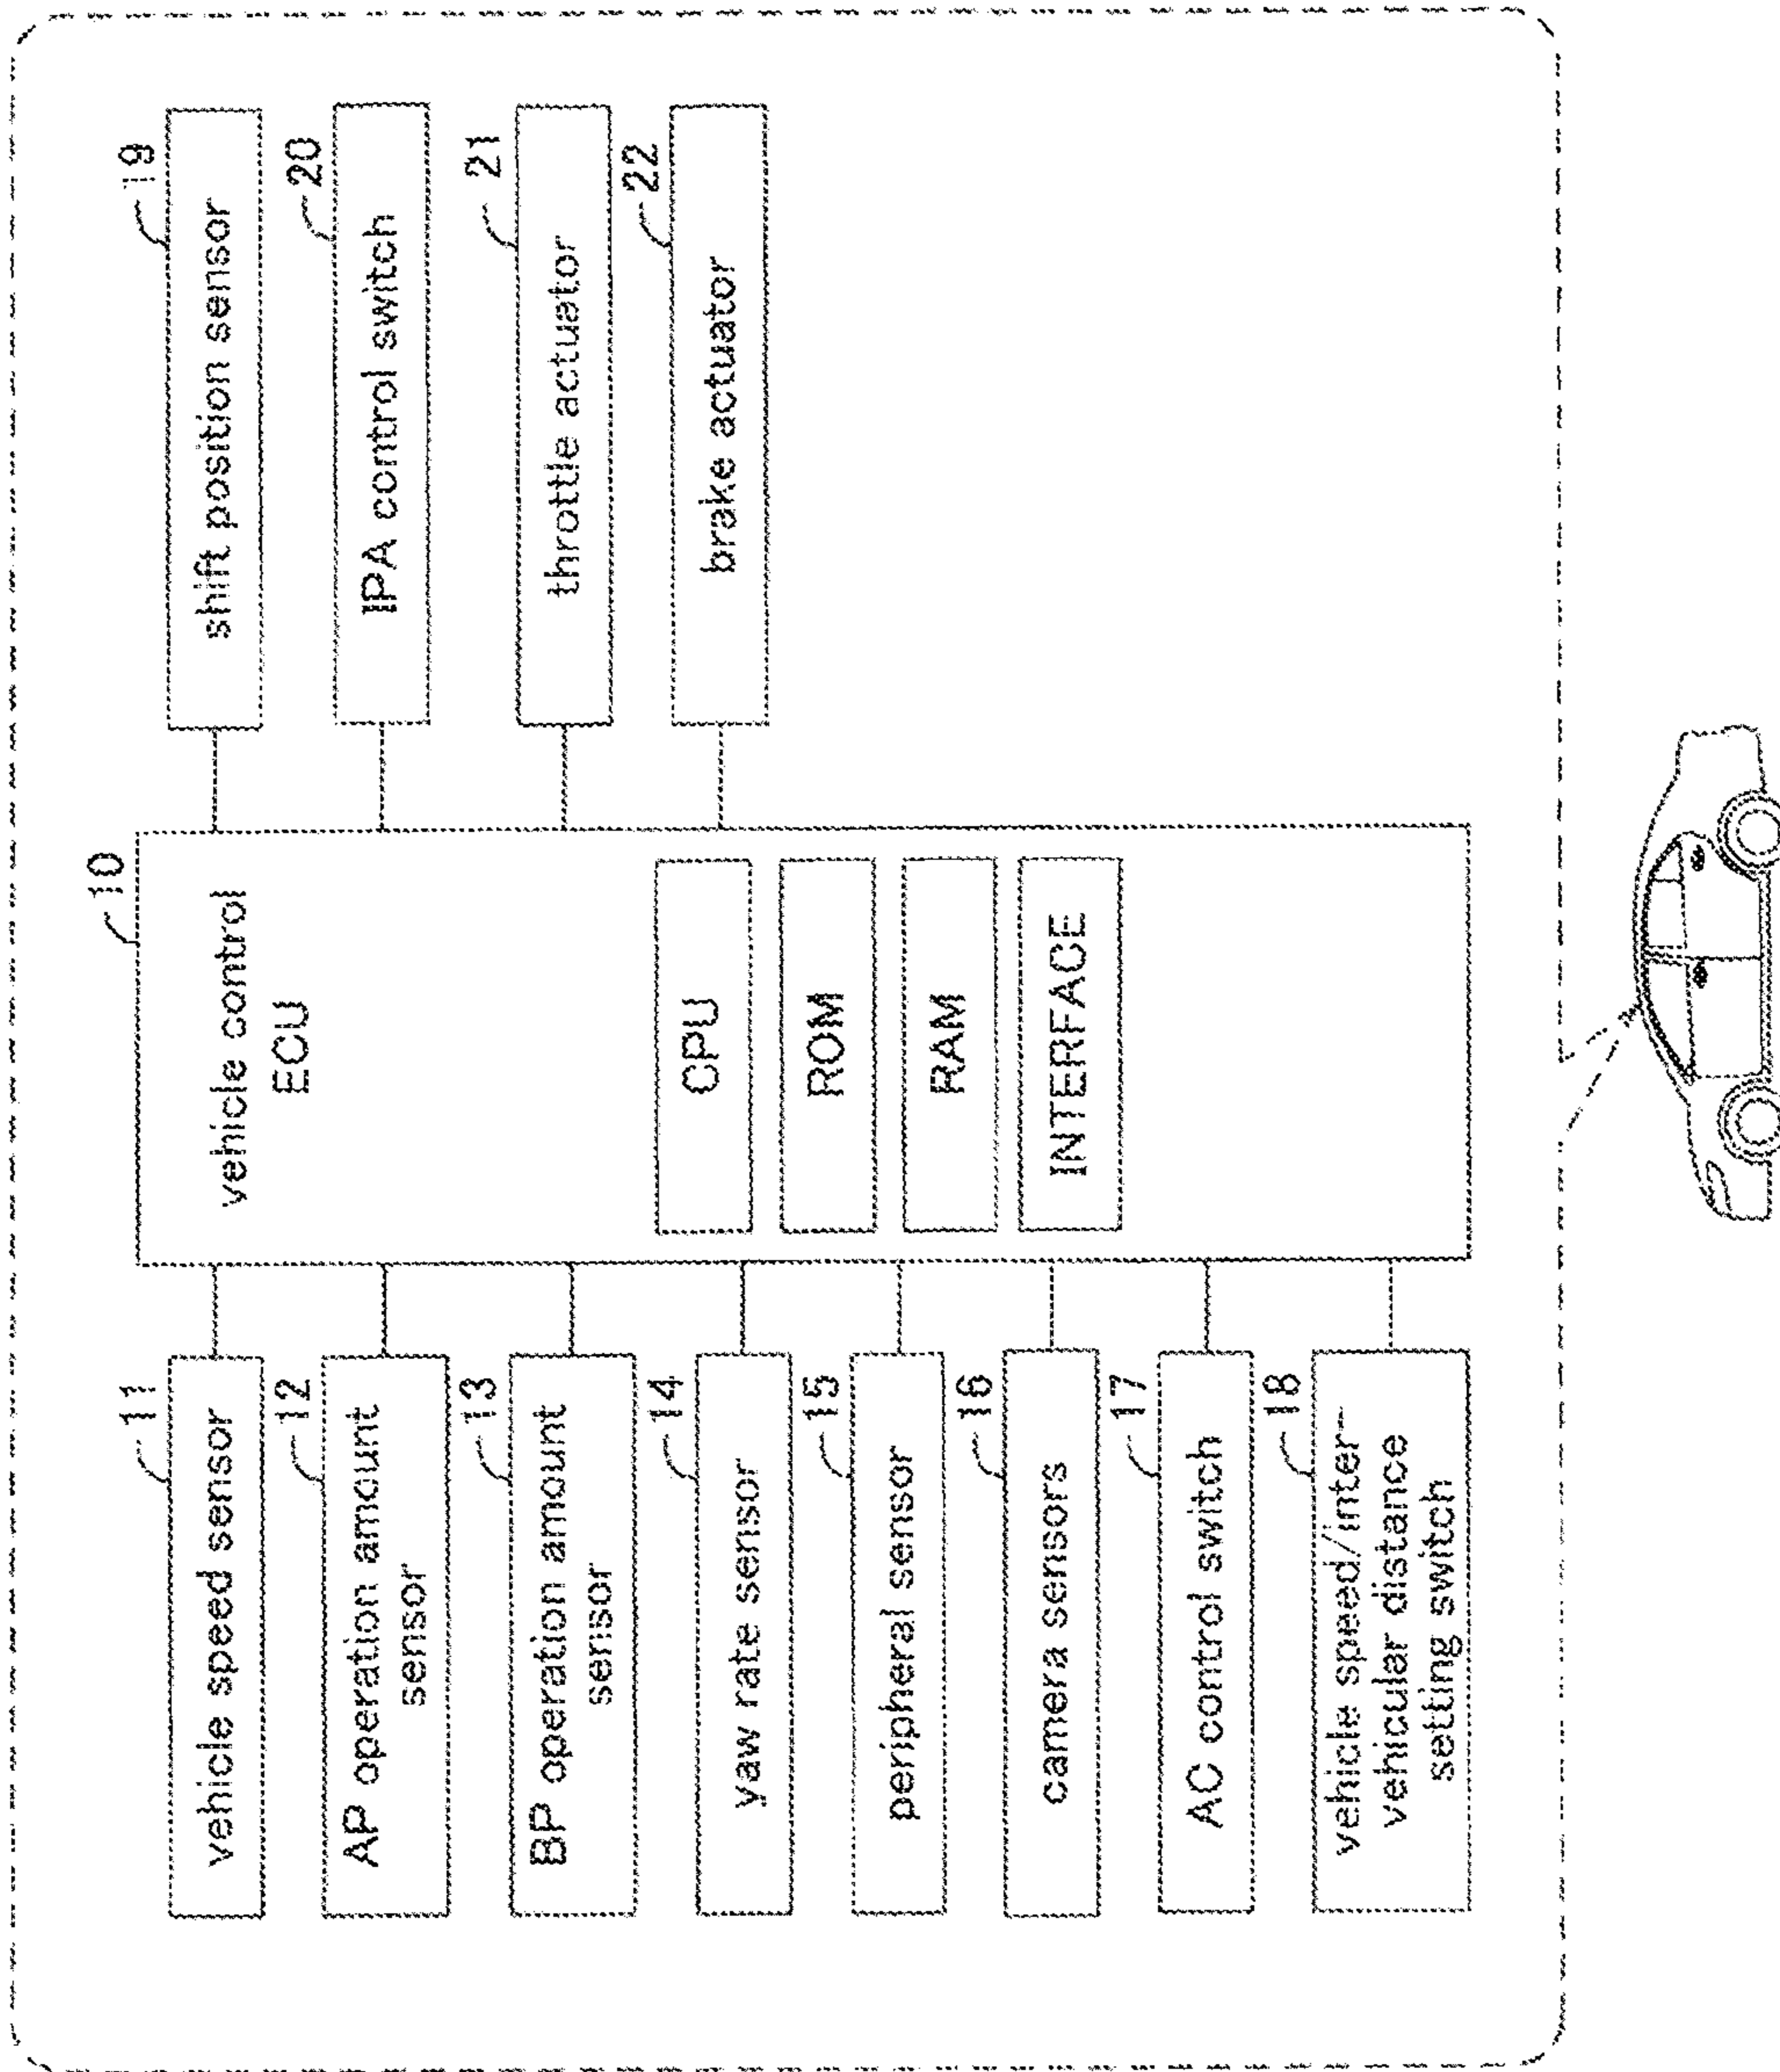 10
vehicle control
ECU
CPU
ROM
RAM
INTERFACE
11
vehicle speed sensor
12
AP operation amount
sensor
13
BP operation amount
sensor
14
yaw rate sensor
15
peripheral sensor
16
camera sensors
17
AC control switch
18
vehicle speed/inter-
vehicular distance
setting switch
19
shift position sensor
20
IPA control switch
21
throttle actuator
22
brake actuator